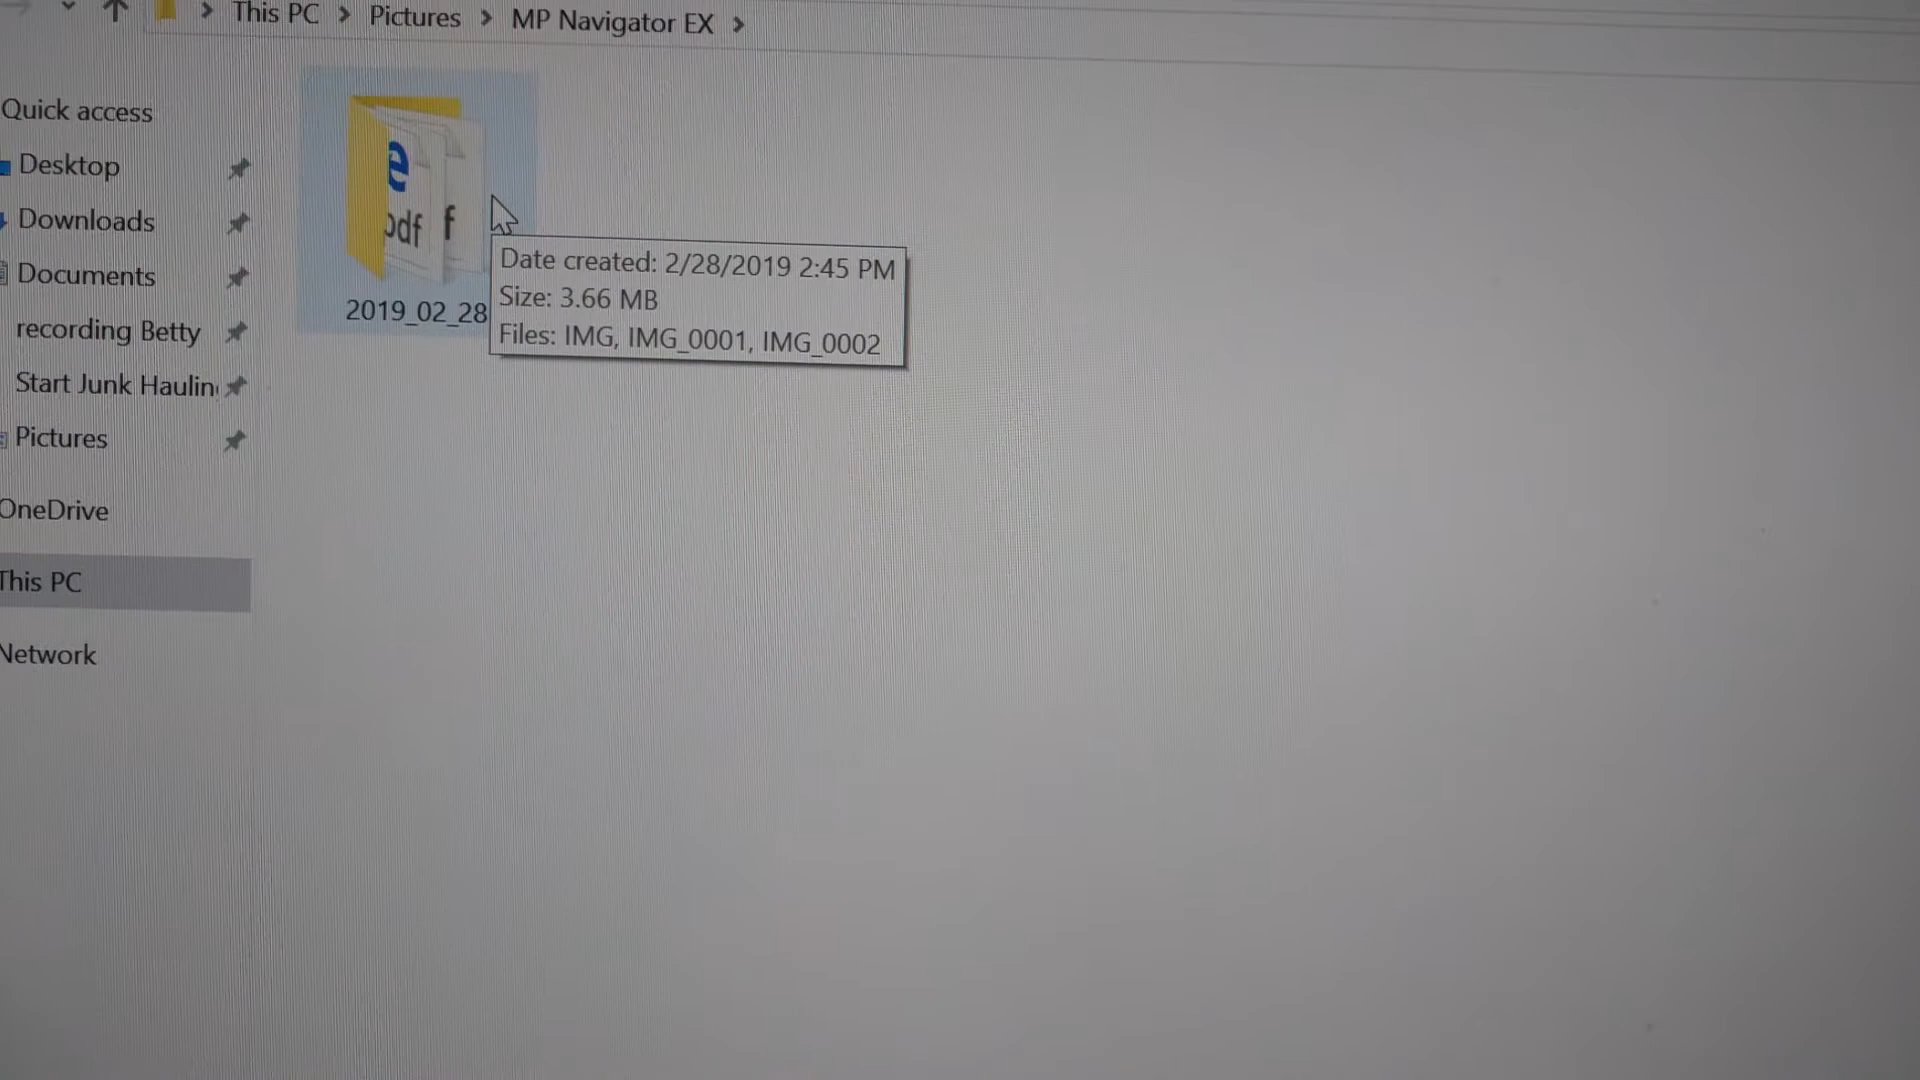 This PC > Pictures > MP Navigator EX >
Quick access
Desktop
Downloads
Documents
recording Betty
Start Junk Haulin
Pictures
OneDrive
This PC
Network
e
pdf f
2019_02_28
Date created: 2/28/2019 2:45 PM
Size: 3.66 MB
Files: IMG, IMG_0001, IMG_0002